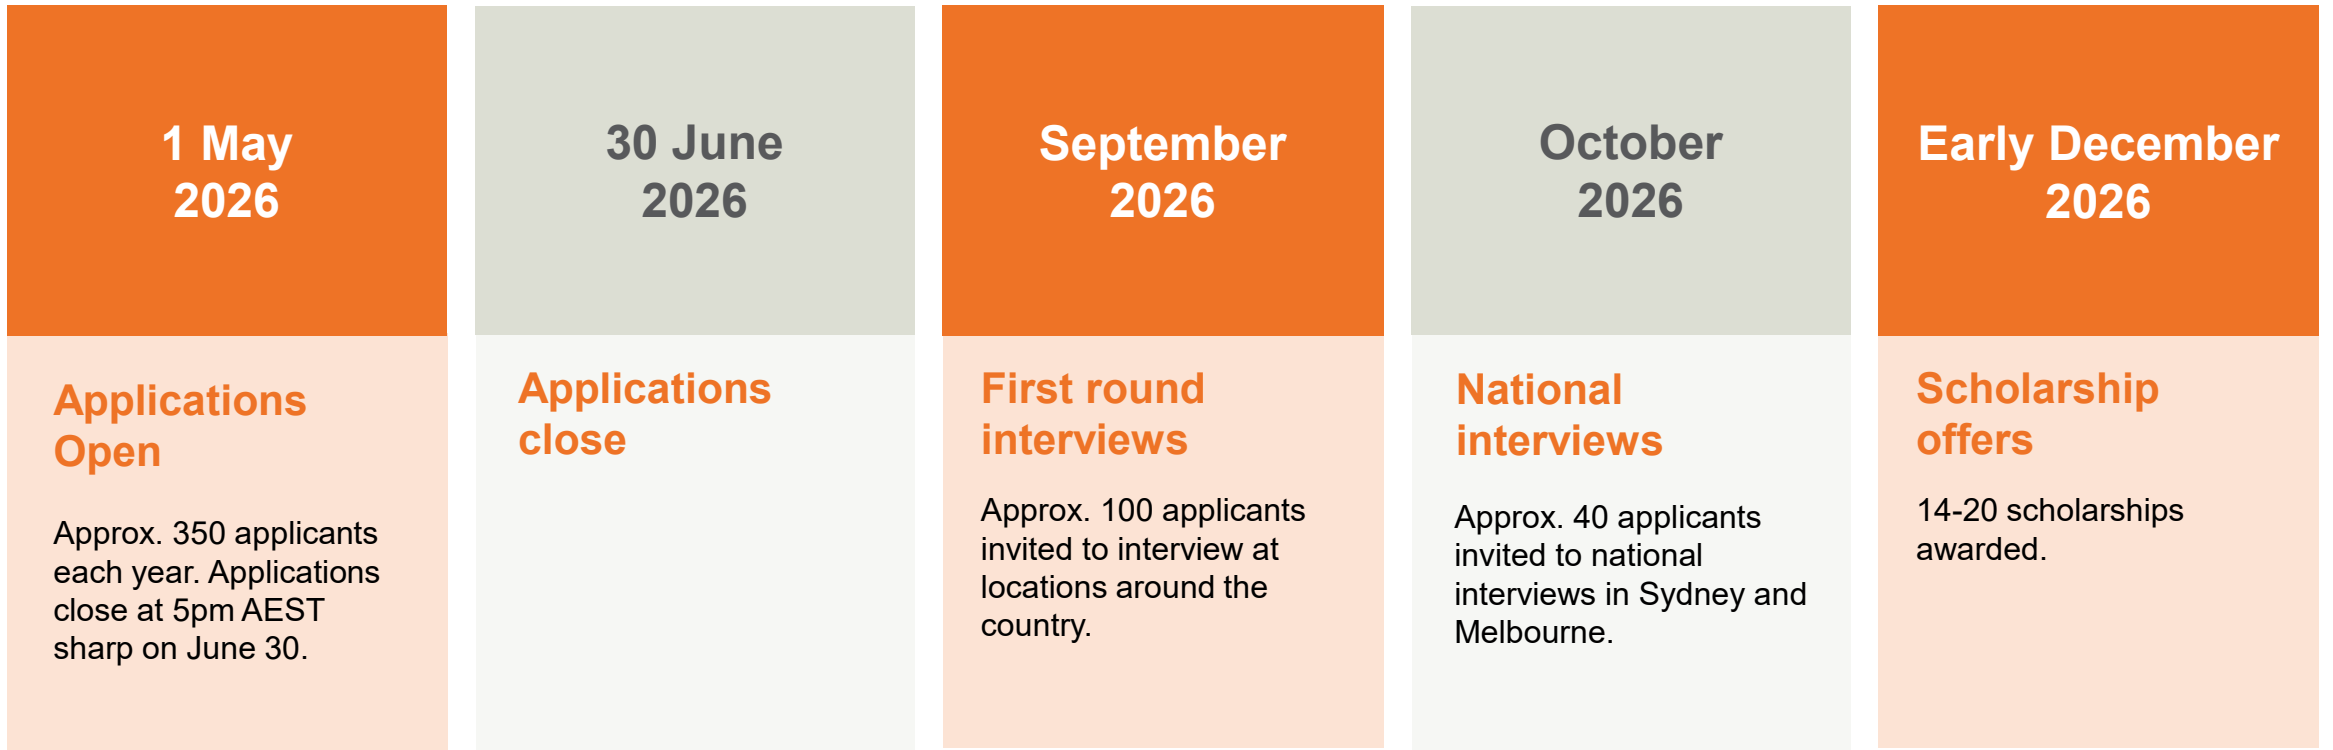 1 May
2026
Applications
Open
Approx. 350 applicants
each year. Applications
close at 5pm AEST
sharp on June 30.
30 June
2026
Applications
close
September
2026
First round
interviews
Approx. 100 applicants
invited to interview at
locations around the
country.
October
2026
National
interviews
Approx. 40 applicants
invited to national
interviews in Sydney and
Melbourne.
Early December
2026
Scholarship
offers
14-20 scholarships
awarded.